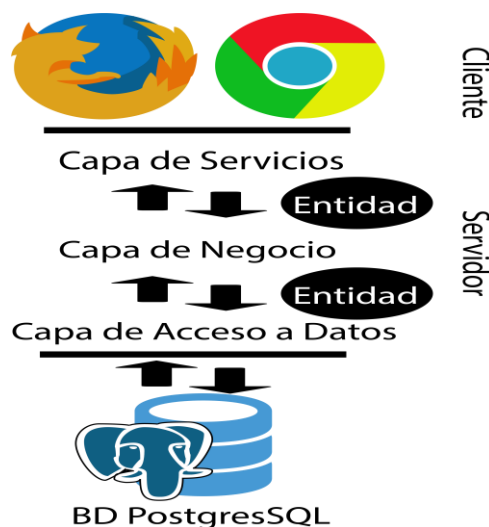 Cliente
Capa de Servicios
Entidad
Capa de Negocio
Servidor
Entidad
Capa de Acceso a Datos
BD PostgresSQL